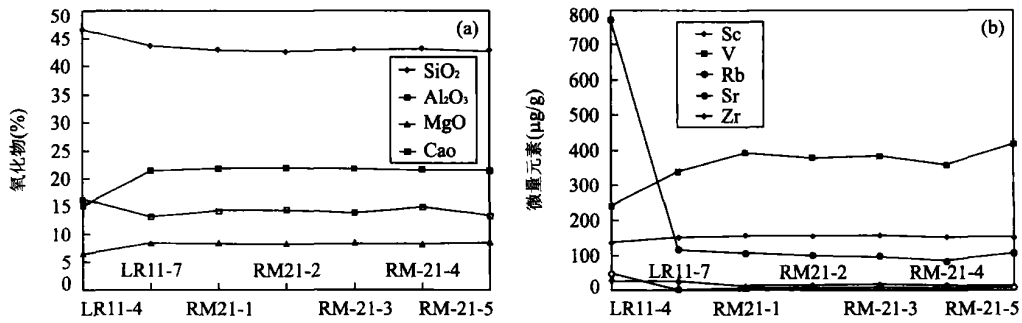 (a)
50
45
40
35
30
25
20
15
10
5
0
氧化物(%)
SiO₂
Al₂O₃
MgO
Cao
LR11-7
RM21-2
RM-21-4
LR11-4
RM21-1
RM-21-3
RM-21-5
(b)
800
700
600
500
400
300
200
100
0
微量元素(μg/g)
Sc
V
Rb
Sr
Zr
LR11-7
RM21-2
RM-21-4
LR11-4
RM21-1
RM-21-3
RM-21-5